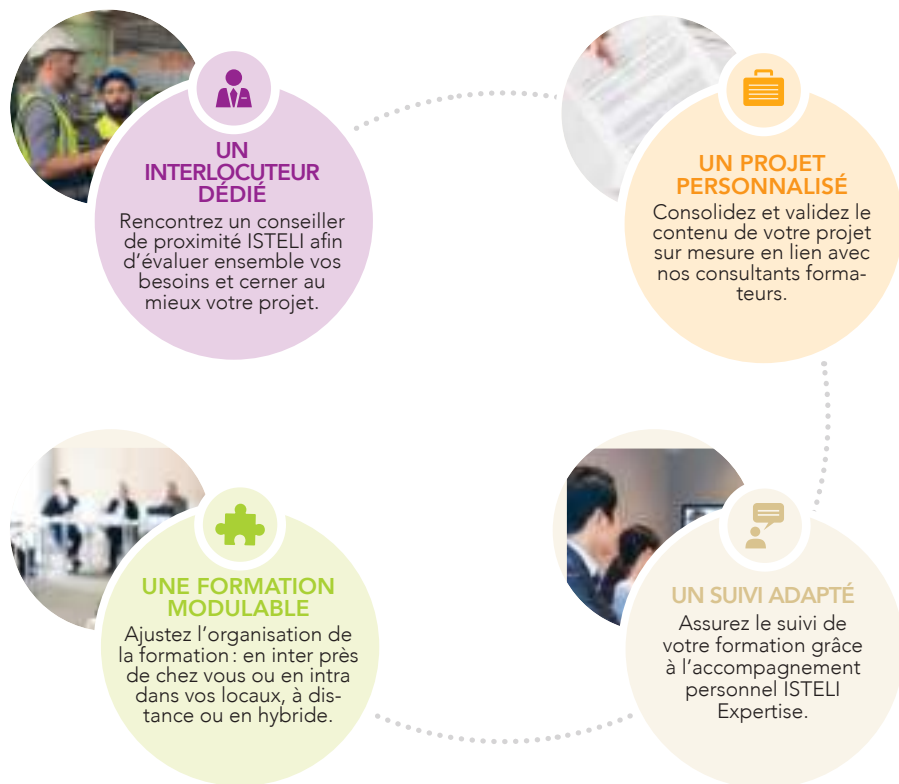 UN
INTERLOCUTEUR
DÉDIÉ
Rencontrez un conseiller
de proximité ISTELI afin
d’évaluer ensemble vos
besoins et cerner au
mieux votre projet.
UN PROJET
PERSONNALISÉ
Consolidez et validez le
contenu de votre projet
sur mesure en lien avec
nos consultants forma-
teurs.
UNE FORMATION
MODULABLE
Ajustez l’organisation de
la formation : en inter près
de chez vous ou en intra
dans vos locaux, à dis-
tance ou en hybride.
UN SUIVI ADAPTÉ
Assurez le suivi de
votre formation grâce
à l’accompagnement
personnel ISTELI
Expertise.